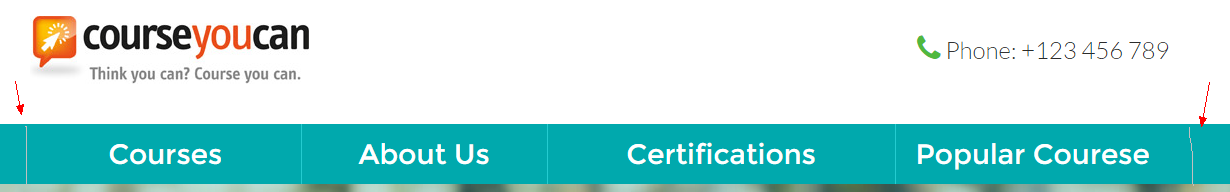 courseyoucan
Think you can? Course you can.
Phone: +123 456 789
Courses About Us Certifications Popular Courese